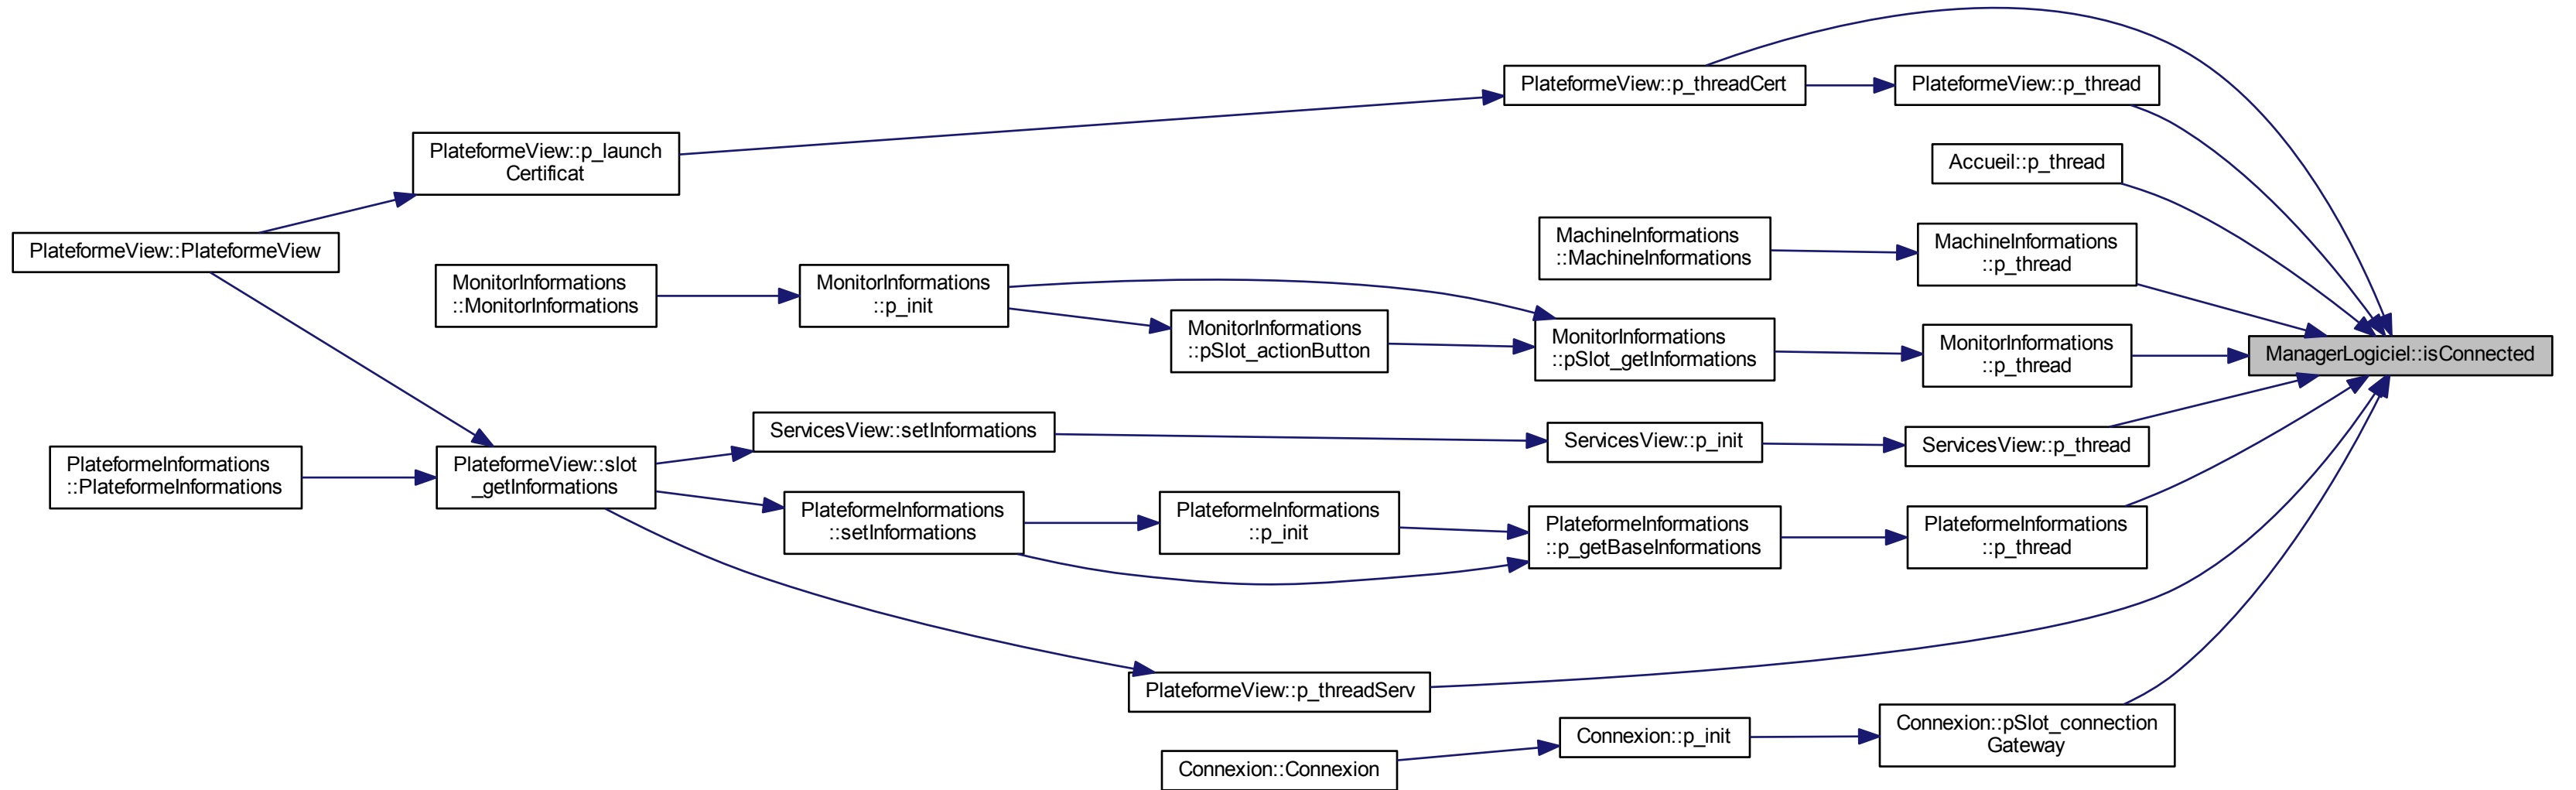 PlateformeView::p_threadCert
PlateformeView::p_thread
PlateformeView::p_launch
Certificat
Accueil::p_thread
PlateformeView::PlateformeView
MachineInformations
::MachineInformations
MachineInformations
::p_thread
MonitorInformations
::MonitorInformations
MonitorInformations
::p_init
MonitorInformations
::pSlot_actionButton
MonitorInformations
::pSlot_getInformations
MonitorInformations
::p_thread
ManagerLogiciel::isConnected
ServicesView::setInformations
ServicesView::p_init
ServicesView::p_thread
PlateformeInformations
::PlateformeInformations
PlateformeView::slot
_getInformations
PlateformeInformations
::setInformations
PlateformeInformations
::p_init
PlateformeInformations
::p_getBaseInformations
PlateformeInformations
::p_thread
PlateformeView::p_threadServ
Connexion::pSlot_connection
Gateway
Connexion::p_init
Connexion::Connexion